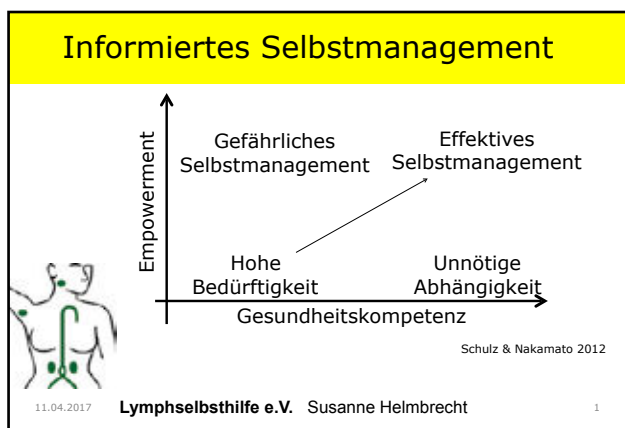 Informiertes Selbstmanagement
Empowerment
Gefährliches
Selbstmanagement
Effektives
Selbstmanagement
Hohe
Bedürftigkeit
Unnötige
Abhängigkeit
Gesundheitskompetenz
Schulz & Nakamato 2012
11.04.2017 Lymphselbsthilfe e.V. Susanne Helmbrecht 1